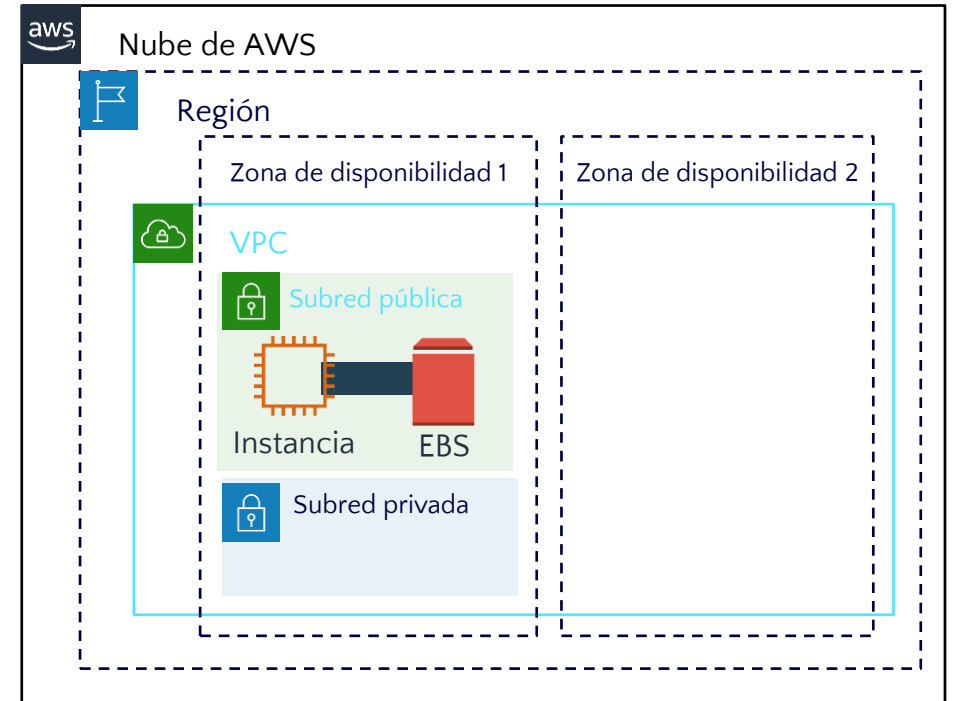 aws
Nube de AWS
Región
Zona de disponibilidad 1
Zona de disponibilidad 2
VPC
Subred pública
Instancia
EBS
Subred privada